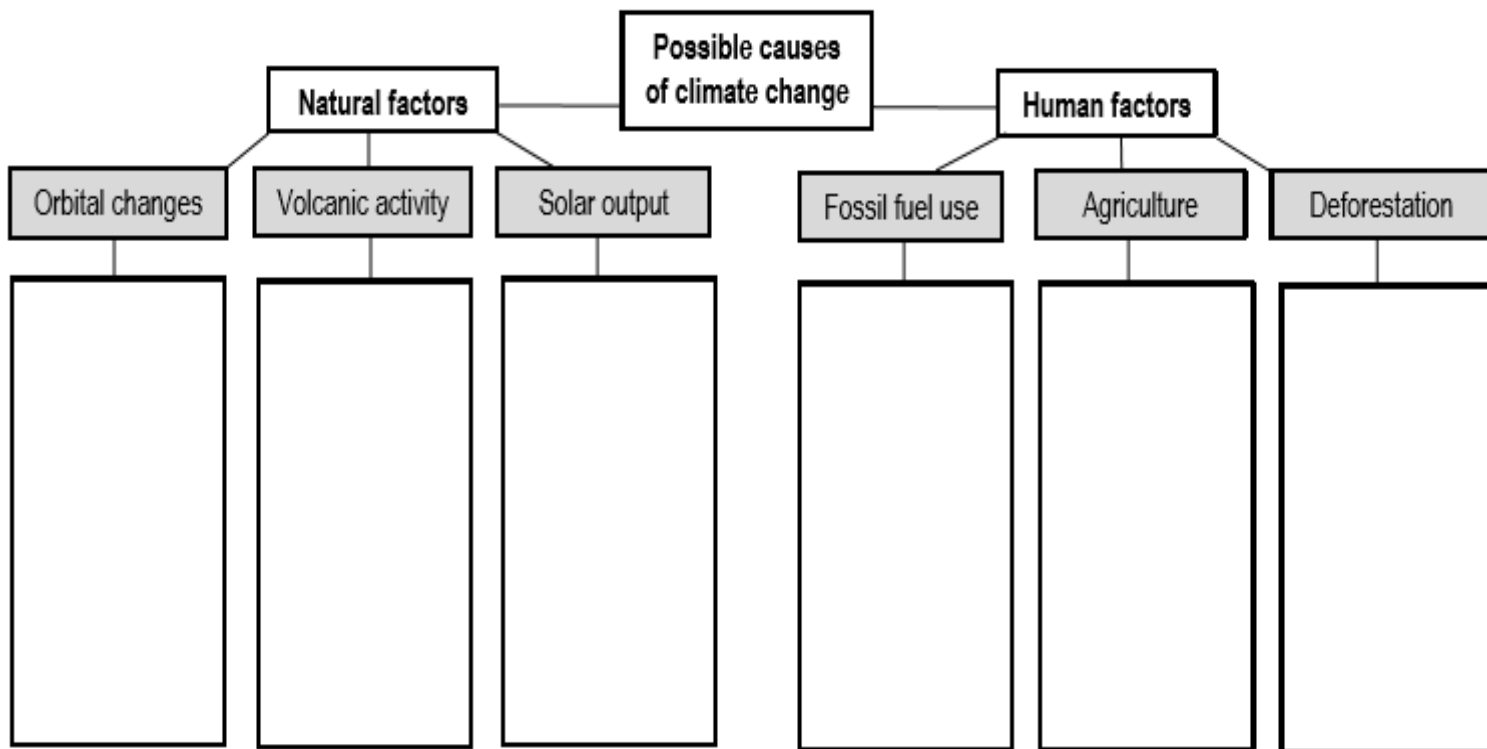 Possible causes
of climate change
Natural factors
Human factors
Orbital changes
Volcanic activity
Solar output
Fossil fuel use
Agriculture
Deforestation